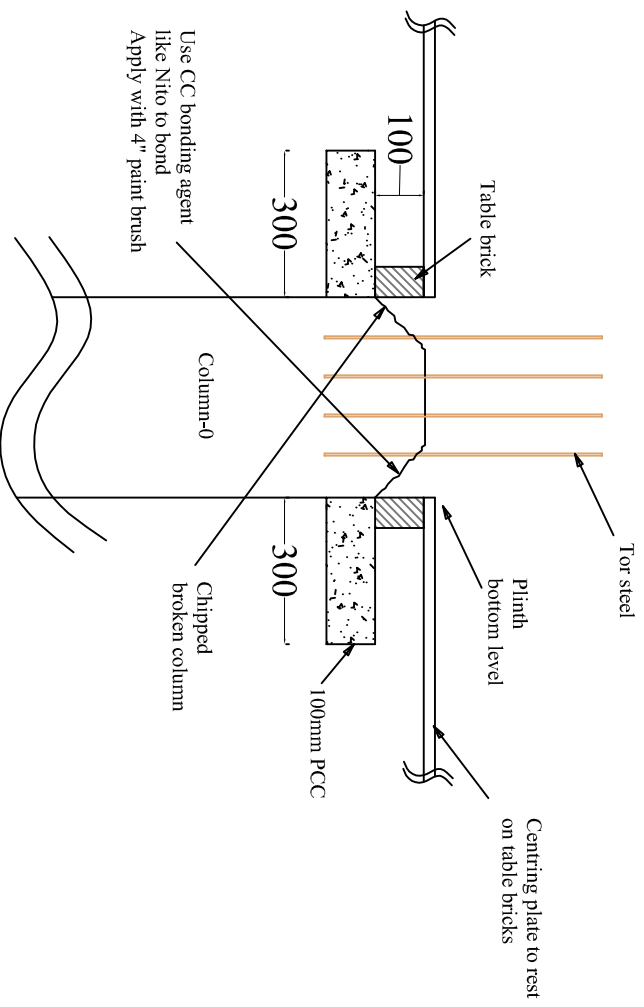 Tor steel
Centring plate to rest
on table bricks
Table brick
Plinth
bottom level
100
100mm PCC
300
300
Column-0
Chipped
broken column
Use CC bonding agent
like Nito to bond
Apply with 4" paint brush